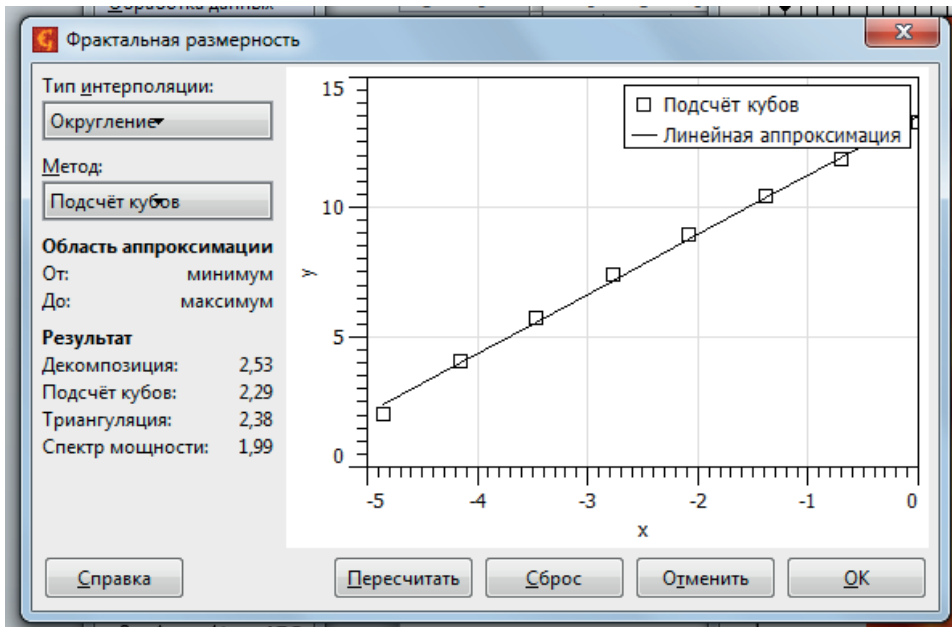 Обработка данных
Фрактальная размерность
Тип интерполяции:
Округление
Метод:
Подсчёт кубов
Область аппроксимации
От: минимум
До: максимум
Результат
Декомпозиция: 2,53
Подсчёт кубов: 2,29
Триангуляция: 2,38
Спектр мощности: 1,99
15
10
5
0
y
Подсчёт кубов
Линейная аппроксимация
-5 -4 -3 -2 -1 0
x
Справка
Пересчитать
Сброс
Отменить
OK